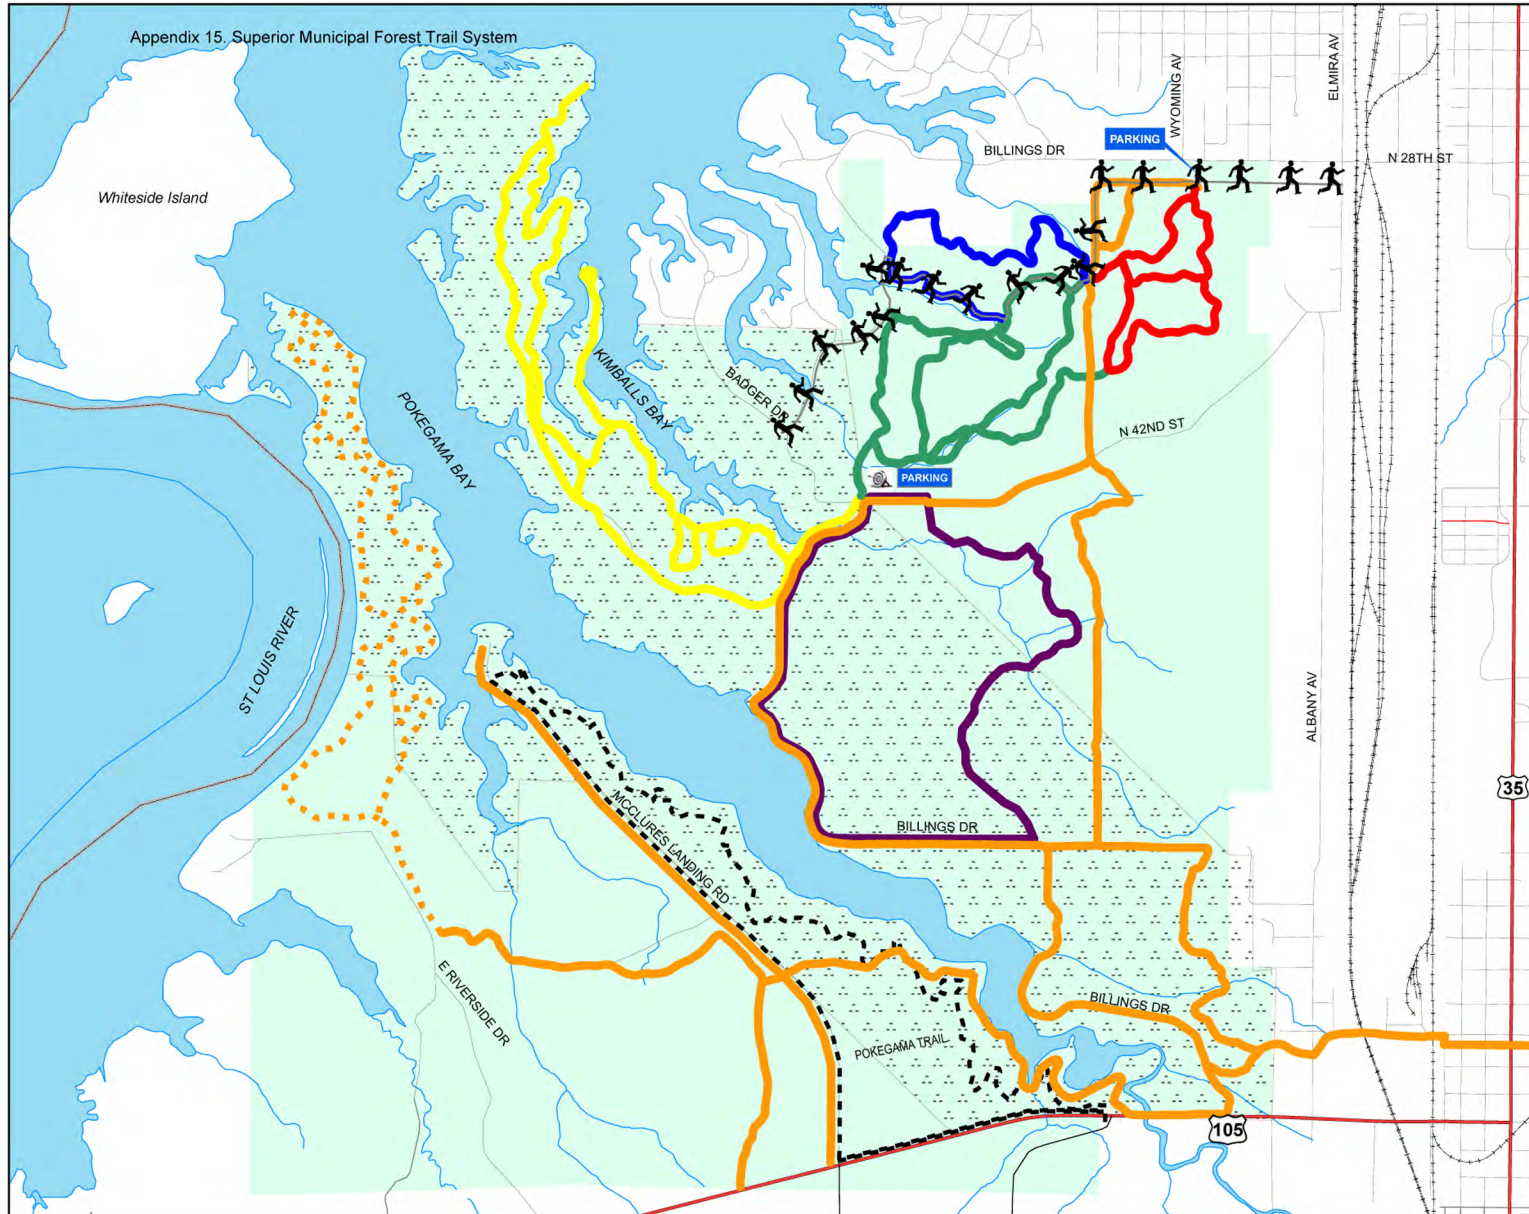 Appendix 15. Superior Municipal Forest Trail System
ELMIRA AV
WYOMING AV
PARKING
BILLINGS DR
N 28TH ST
Whiteside Island
KIMBALLS BAY
BADGER DR
POKEGAMA BAY
N 42ND ST
PARKING
ST LOUIS RIVER
ALBANY AV
35
MCCLURES LANDING RD
BILLINGS DR
E RIVERSIDE DR
BILLINGS DR
POKEGAMA TRAIL
105